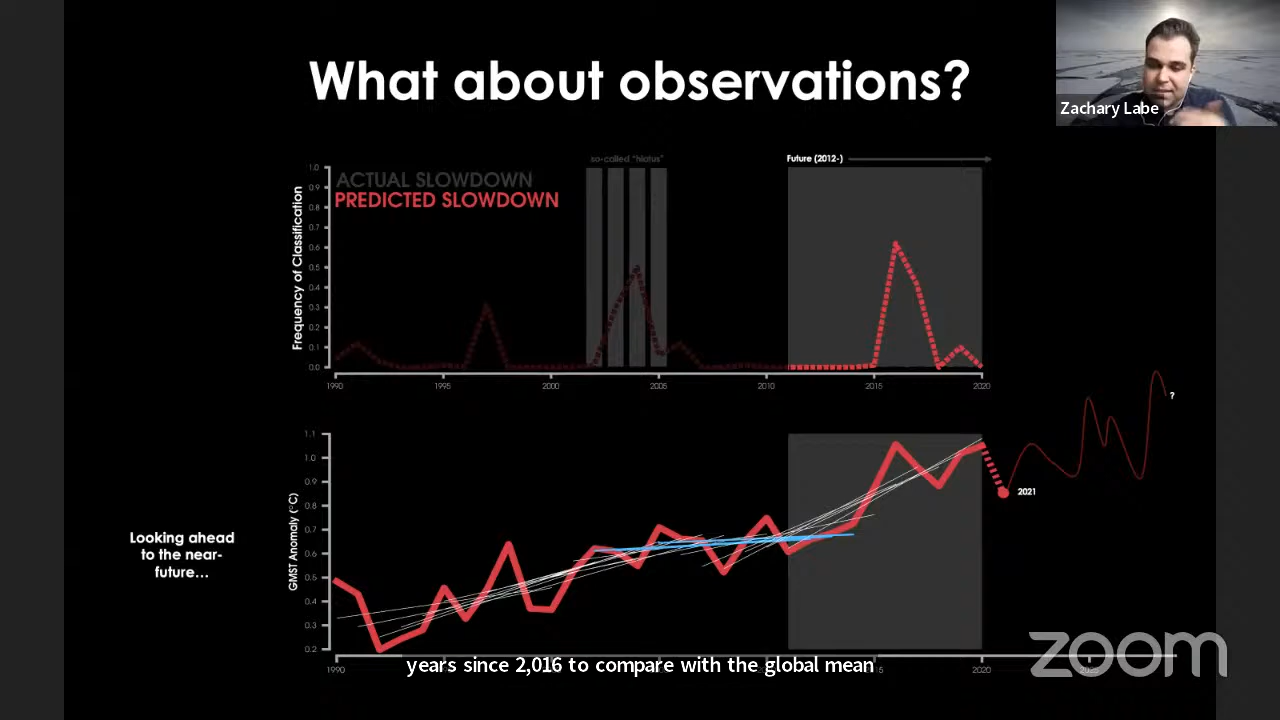 What about observations?
Zachary Labe
so-called "hiatus"
Future (2012-)
ACTUAL SLOWDOWN
PREDICTED SLOWDOWN
Frequency of Classification
1.0
0.9
0.8
0.7
0.6
0.5
0.4
0.3
0.2
0.1
0.0
1990
1995
2000
2005
2010
2015
2020
?
Looking ahead
to the near-
future...
GMST Anomaly (°C)
1.1
1.0
0.9
0.8
0.7
0.6
0.5
0.4
0.3
0.2
2021
1990
2020
zoom
years since 2,016 to compare with the global mean